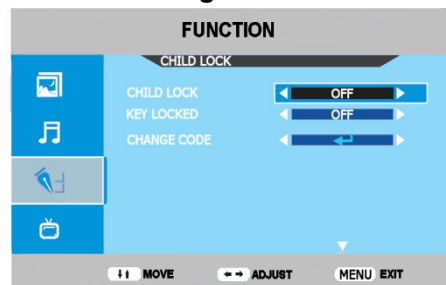 FUNCTION
CHILD LOCK
CHILD LOCK OFF
KEY LOCKED OFF
CHANGE CODE
MOVE ADJUST MENU EXIT